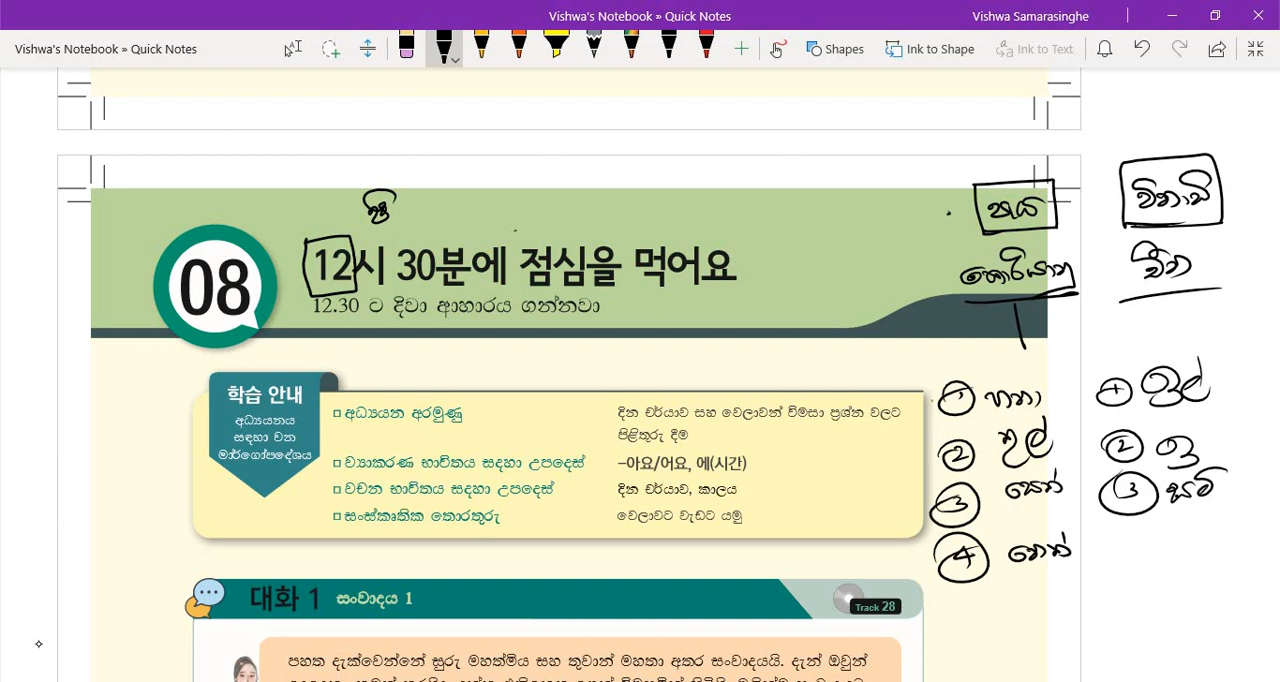 Vishwa's Notebook » Quick Notes
Vishwa Samarasinghe
Vishwa's Notebook » Quick Notes
Shapes
Ink to Shape
Ink to Text
පැය
විනාඩි
කොරියානු
චීන
08
12시 30분에 점심을 먹어요
12.30 ට දිවා ආහාරය ගන්නවා
학습 안내
අධ්‍යයනය
සඳහා වන
මාර්ගෝපදේශය
අධ්‍යයන අරමුණු
දින චර්යාව සහ වේලාවන් විමසා ප්‍රශ්න වලට
පිළිතුරු දීම
ව්‍යාකරණ භාවිතය සඳහා උපදෙස්
–아요/어요, 에(시간)
වචන භාවිතය සඳහා උපදෙස්
දින චර්යාව, කාලය
සංස්කෘතික තොරතුරු
වෙලාවට වැඩට යමු
1 හනා
2 තුල්
3 සෙත්
4 නෙත්
1 ඉල්
2 ඉ
3 සම්
대화 1 සංවාදය 1
Track 28
පහත දැක්වෙන්නේ සුරු මහත්මිය සහ තුවාන් මහතා අතර සංවාදයයි. දැන් ඔවුන්